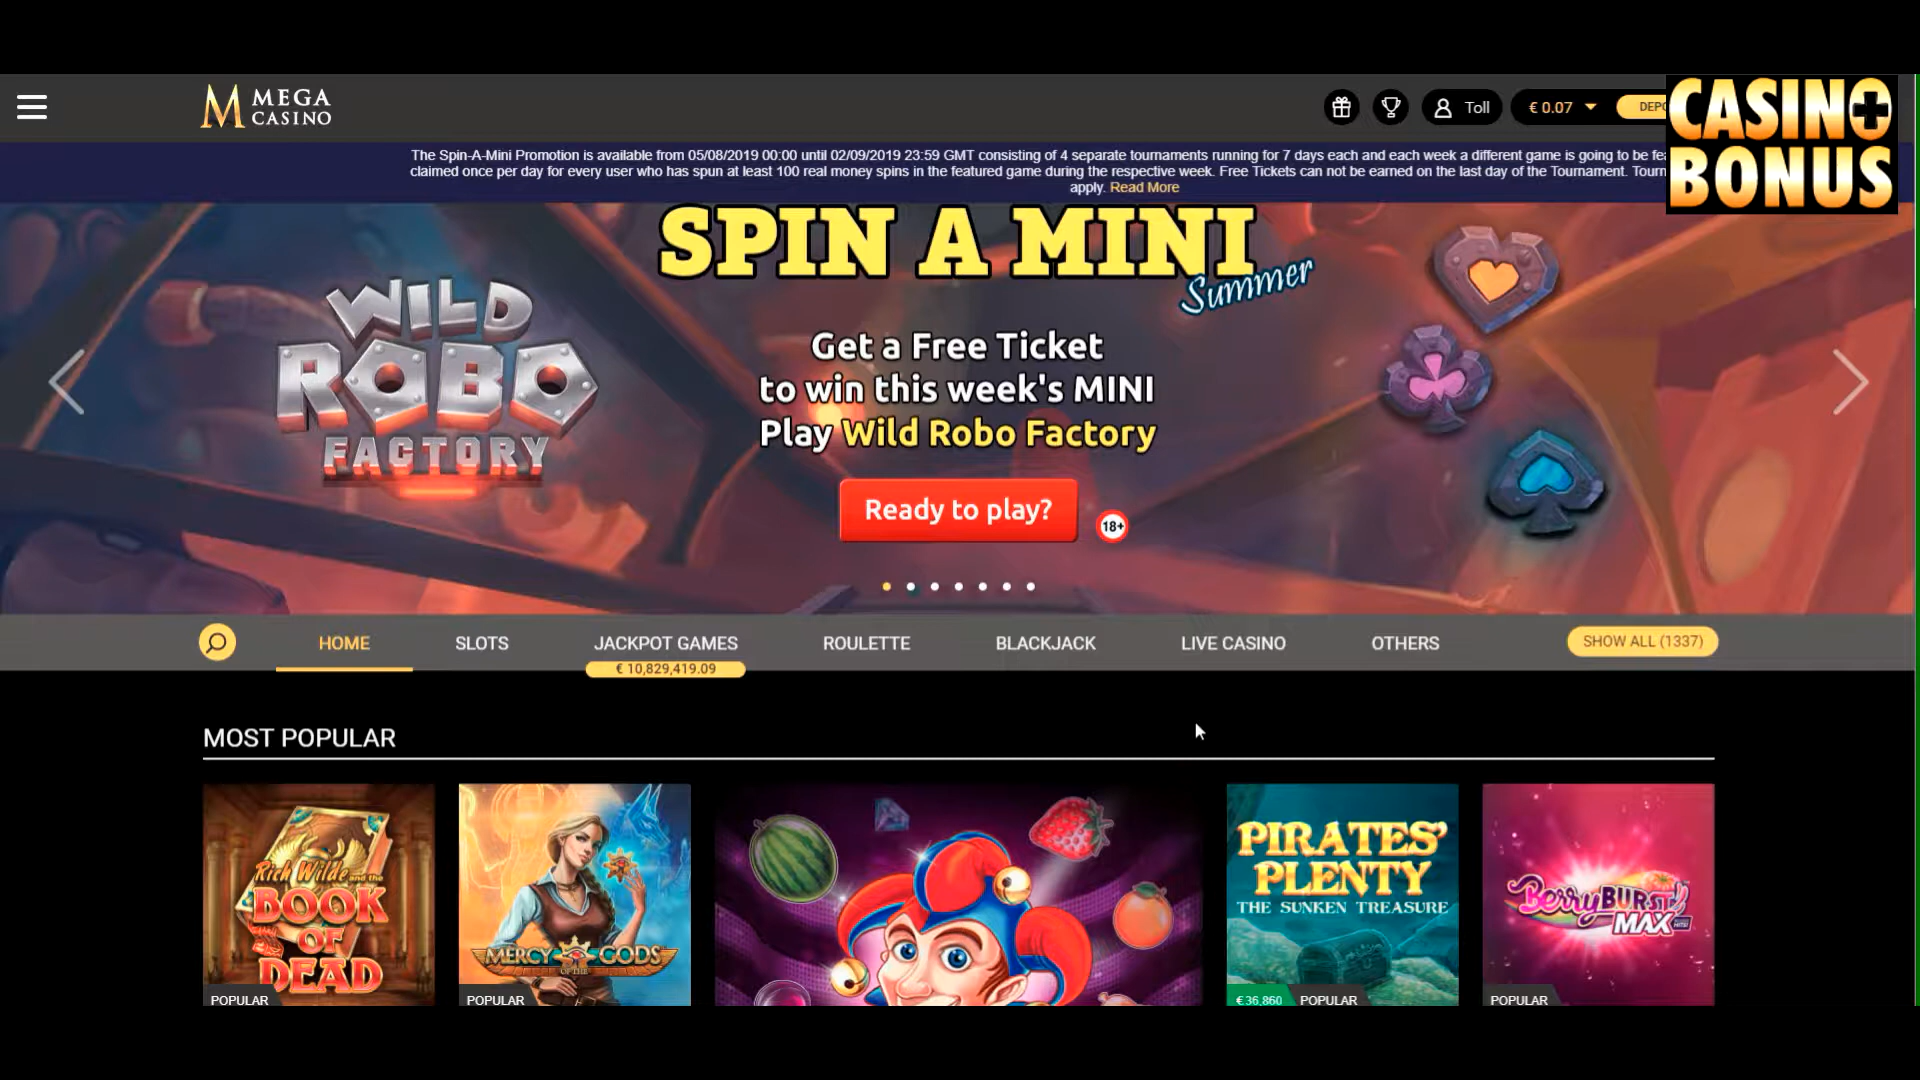 MEGA
CASINO
Toll
€ 0.07
CASINO
BONUS
The Spin-A-Mini Promotion is available from 05/08/2019 00:00 until 02/09/2019 23:59 GMT consisting of 4 separate tournaments running for 7 days each and each week a different game is going to be
claimed once per day for every user who has spun at least 100 real money spins in the featured game during the respective week. Free Tickets can not be earned on the last day of the Tournament.
apply. Read More
SPIN A MINI
Summer
WILD
ROBO
FACTORY
Get a Free Ticket
to win this week's MINI
Play Wild Robo Factory
Ready to play?
18+
HOME
SLOTS
JACKPOT GAMES
€ 10,829,419.09
ROULETTE
BLACKJACK
LIVE CASINO
OTHERS
SHOW ALL (1337)
MOST POPULAR
Rich Wilde and the
BOOK
OF
DEAD
POPULAR
MERCY OF THE GODS
POPULAR
PIRATES'
PLENTY
THE SUNKEN TREASURE
€36,860
POPULAR
BerryBURST
MAX
POPULAR